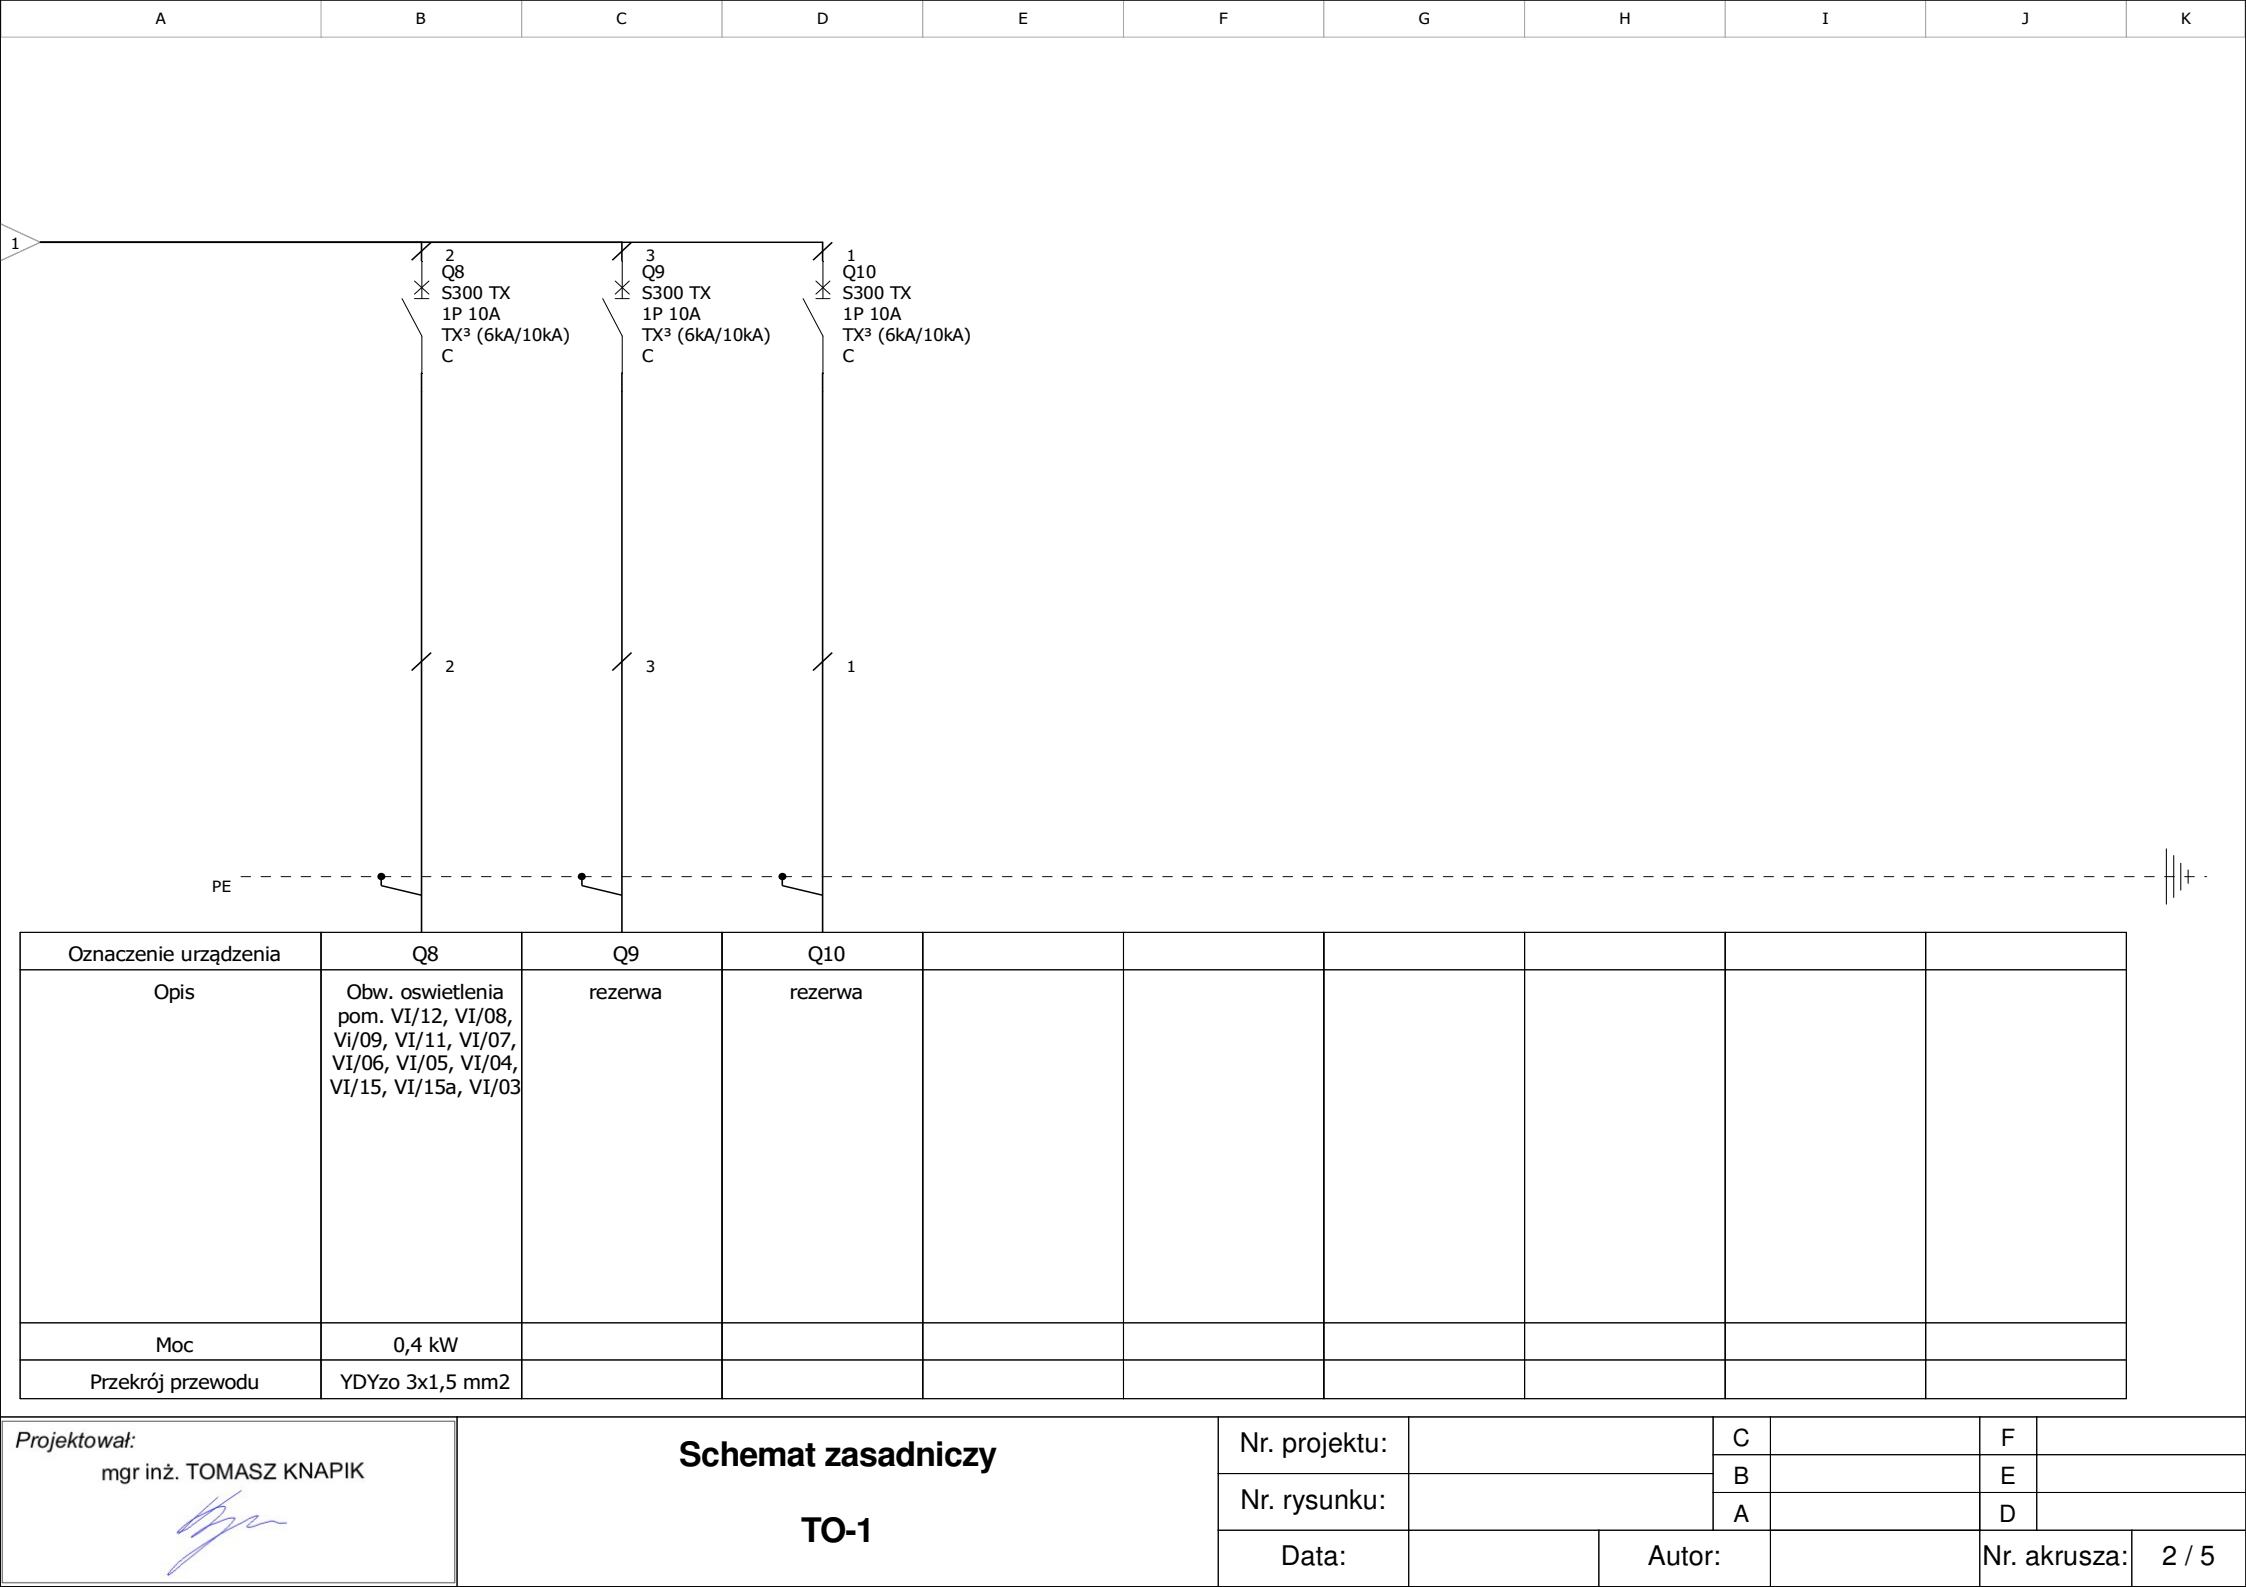 A B C D E F G H I J K
1
2 3 1
Q8 Q9 Q10
S300 TX S300 TX S300 TX
1P 10A 1P 10A 1P 10A
TX³ (6kA/10kA) TX³ (6kA/10kA) TX³ (6kA/10kA)
C C C
2 3 1
PE
Oznaczenie urządzenia Q8 Q9 Q10
Opis Obw. oswietlenia rezerwa rezerwa
pom. VI/12, VI/08,
Vi/09, VI/11, VI/07,
VI/06, VI/05, VI/04,
VI/15, VI/15a, VI/03
Moc 0,4 kW
Przekrój przewodu YDYzo 3x1,5 mm2
Projektował:
mgr inż. TOMASZ KNAPIK
Schemat zasadniczy
TO-1
Nr. projektu: C F
B E
Nr. rysunku: A D
Data: Autor: Nr. akrusza: 2 / 5